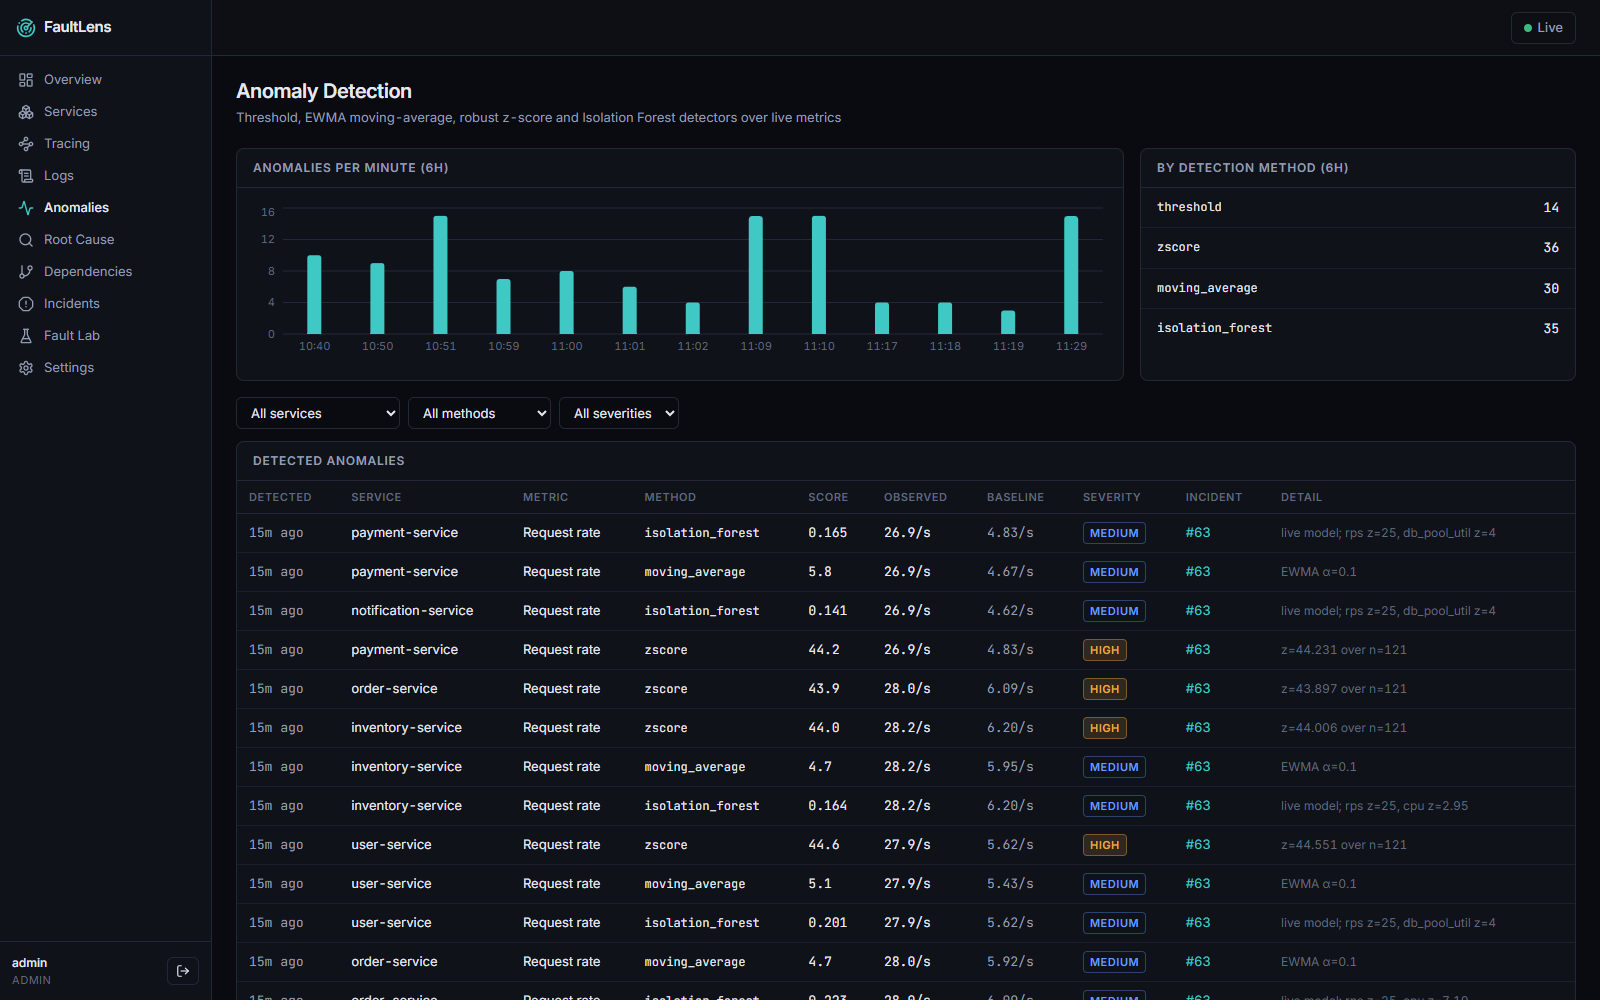 FaultLens
Live
Overview
Services
Tracing
Logs
Anomalies
Root Cause
Dependencies
Incidents
Fault Lab
Settings
admin
ADMIN
Anomaly Detection
Threshold, EWMA moving-average, robust z-score and Isolation Forest detectors over live metrics
ANOMALIES PER MINUTE (6H)
16
12
8
4
0
10:40 10:50 10:51 10:59 11:00 11:01 11:02 11:09 11:10 11:17 11:18 11:19 11:29
BY DETECTION METHOD (6H)
threshold 14
zscore 36
moving_average 30
isolation_forest 35
All services All methods All severities
DETECTED ANOMALIES
DETECTED SERVICE METRIC METHOD SCORE OBSERVED BASELINE SEVERITY INCIDENT DETAIL
15m ago payment-service Request rate isolation_forest 0.165 26.9/s 4.83/s MEDIUM #63 live model; rps z=25, db_pool_util z=4
15m ago payment-service Request rate moving_average 5.8 26.9/s 4.67/s MEDIUM #63 EWMA α=0.1
15m ago notification-service Request rate isolation_forest 0.141 26.9/s 4.62/s MEDIUM #63 live model; rps z=25, db_pool_util z=4
15m ago payment-service Request rate zscore 44.2 26.9/s 4.83/s HIGH #63 z=44.231 over n=121
15m ago order-service Request rate zscore 43.9 28.0/s 6.09/s HIGH #63 z=43.897 over n=121
15m ago inventory-service Request rate zscore 44.0 28.2/s 6.20/s HIGH #63 z=44.006 over n=121
15m ago inventory-service Request rate moving_average 4.7 28.2/s 5.95/s MEDIUM #63 EWMA α=0.1
15m ago inventory-service Request rate isolation_forest 0.164 28.2/s 6.20/s MEDIUM #63 live model; rps z=25, cpu z=2.95
15m ago user-service Request rate zscore 44.6 27.9/s 5.62/s HIGH #63 z=44.551 over n=121
15m ago user-service Request rate moving_average 5.1 27.9/s 5.43/s MEDIUM #63 EWMA α=0.1
15m ago user-service Request rate isolation_forest 0.201 27.9/s 5.62/s MEDIUM #63 live model; rps z=25, db_pool_util z=4
15m ago order-service Request rate moving_average 4.7 28.0/s 5.92/s MEDIUM #63 EWMA α=0.1
15m ago order-service Request rate isolation_forest 28.0/s 6.09/s MEDIUM #63 live model; rps z=25,